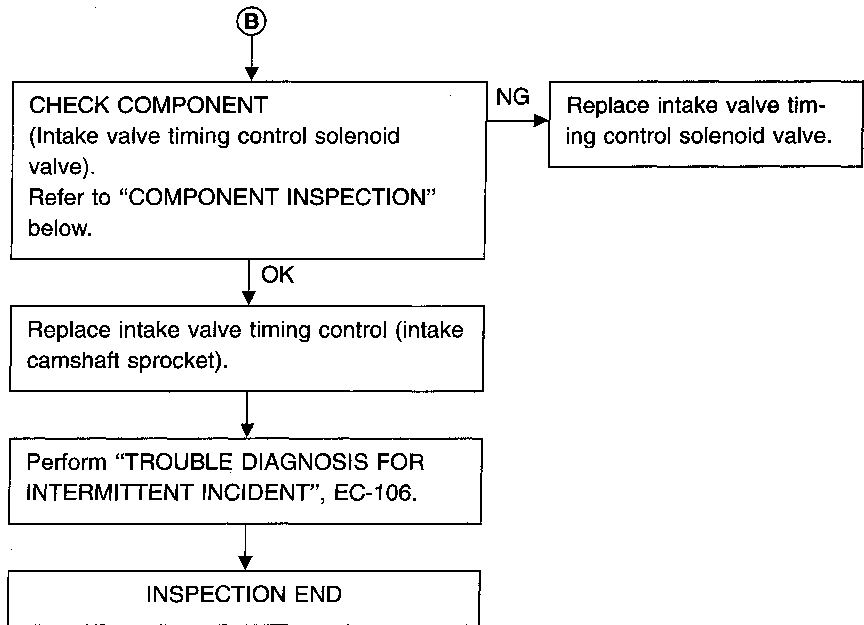 B
CHECK COMPONENT
(Intake valve timing control solenoid
valve).
Refer to “COMPONENT INSPECTION”
below.
NG
Replace intake valve tim-
ing control solenoid valve.
OK
Replace intake valve timing control (intake
camshaft sprocket).
Perform “TROUBLE DIAGNOSIS FOR
INTERMITTENT INCIDENT”, EC-106.
INSPECTION END